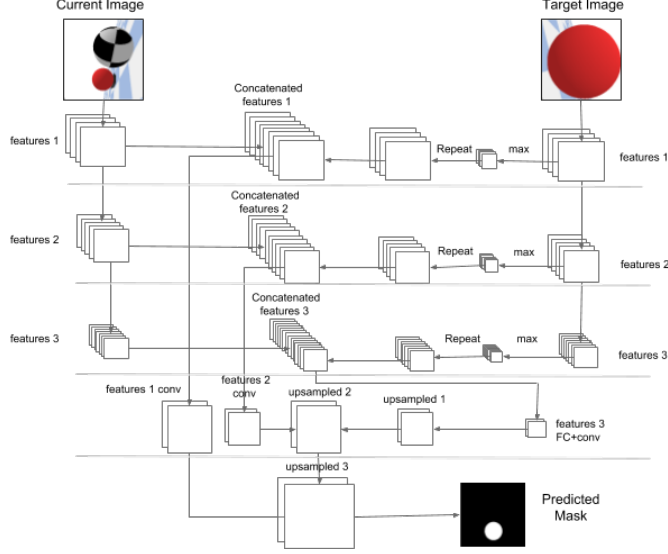 Current Image
Target Image
Concatenated
features 1
features 1
Repeat
max
features 1
Concatenated
features 2
features 2
Repeat
max
features 2
Concatenated
features 3
features 3
Repeat
max
features 3
features 1 conv
features 2
conv
upsampled 2
upsampled 1
features 3
FC+conv
upsampled 3
Predicted
Mask